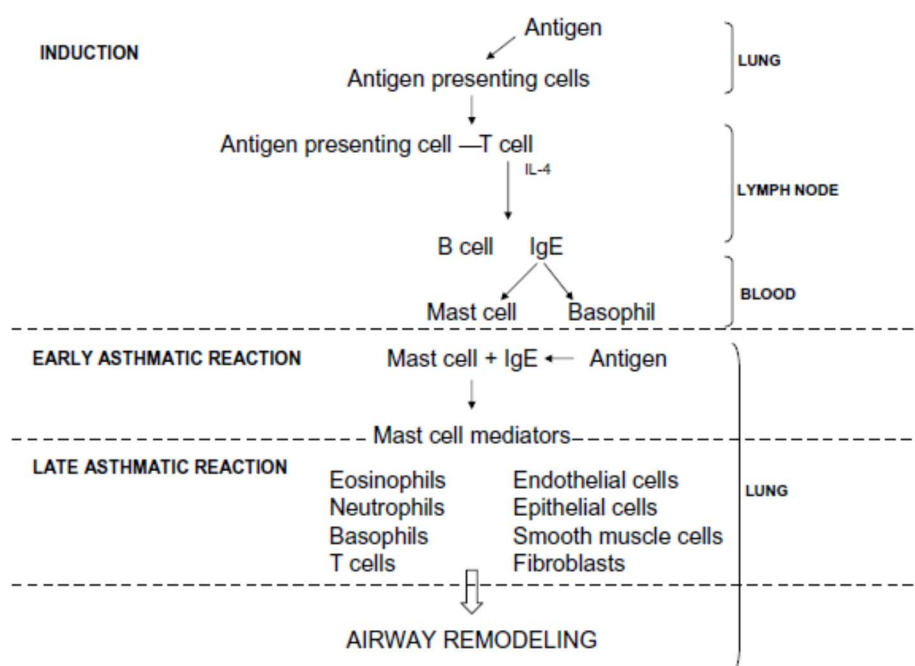 Antigen
INDUCTION
LUNG
Antigen presenting cells
Antigen presenting cell —T cell
IL-4
LYMPH NODE
B cell IgE
BLOOD
Mast cell Basophil
EARLY ASTHMATIC REACTION Mast cell + IgE Antigen
Mast cell mediators
LATE ASTHMATIC REACTION
Eosinophils Endothelial cells
LUNG
Neutrophils Epithelial cells
Basophils Smooth muscle cells
T cells Fibroblasts
AIRWAY REMODELING